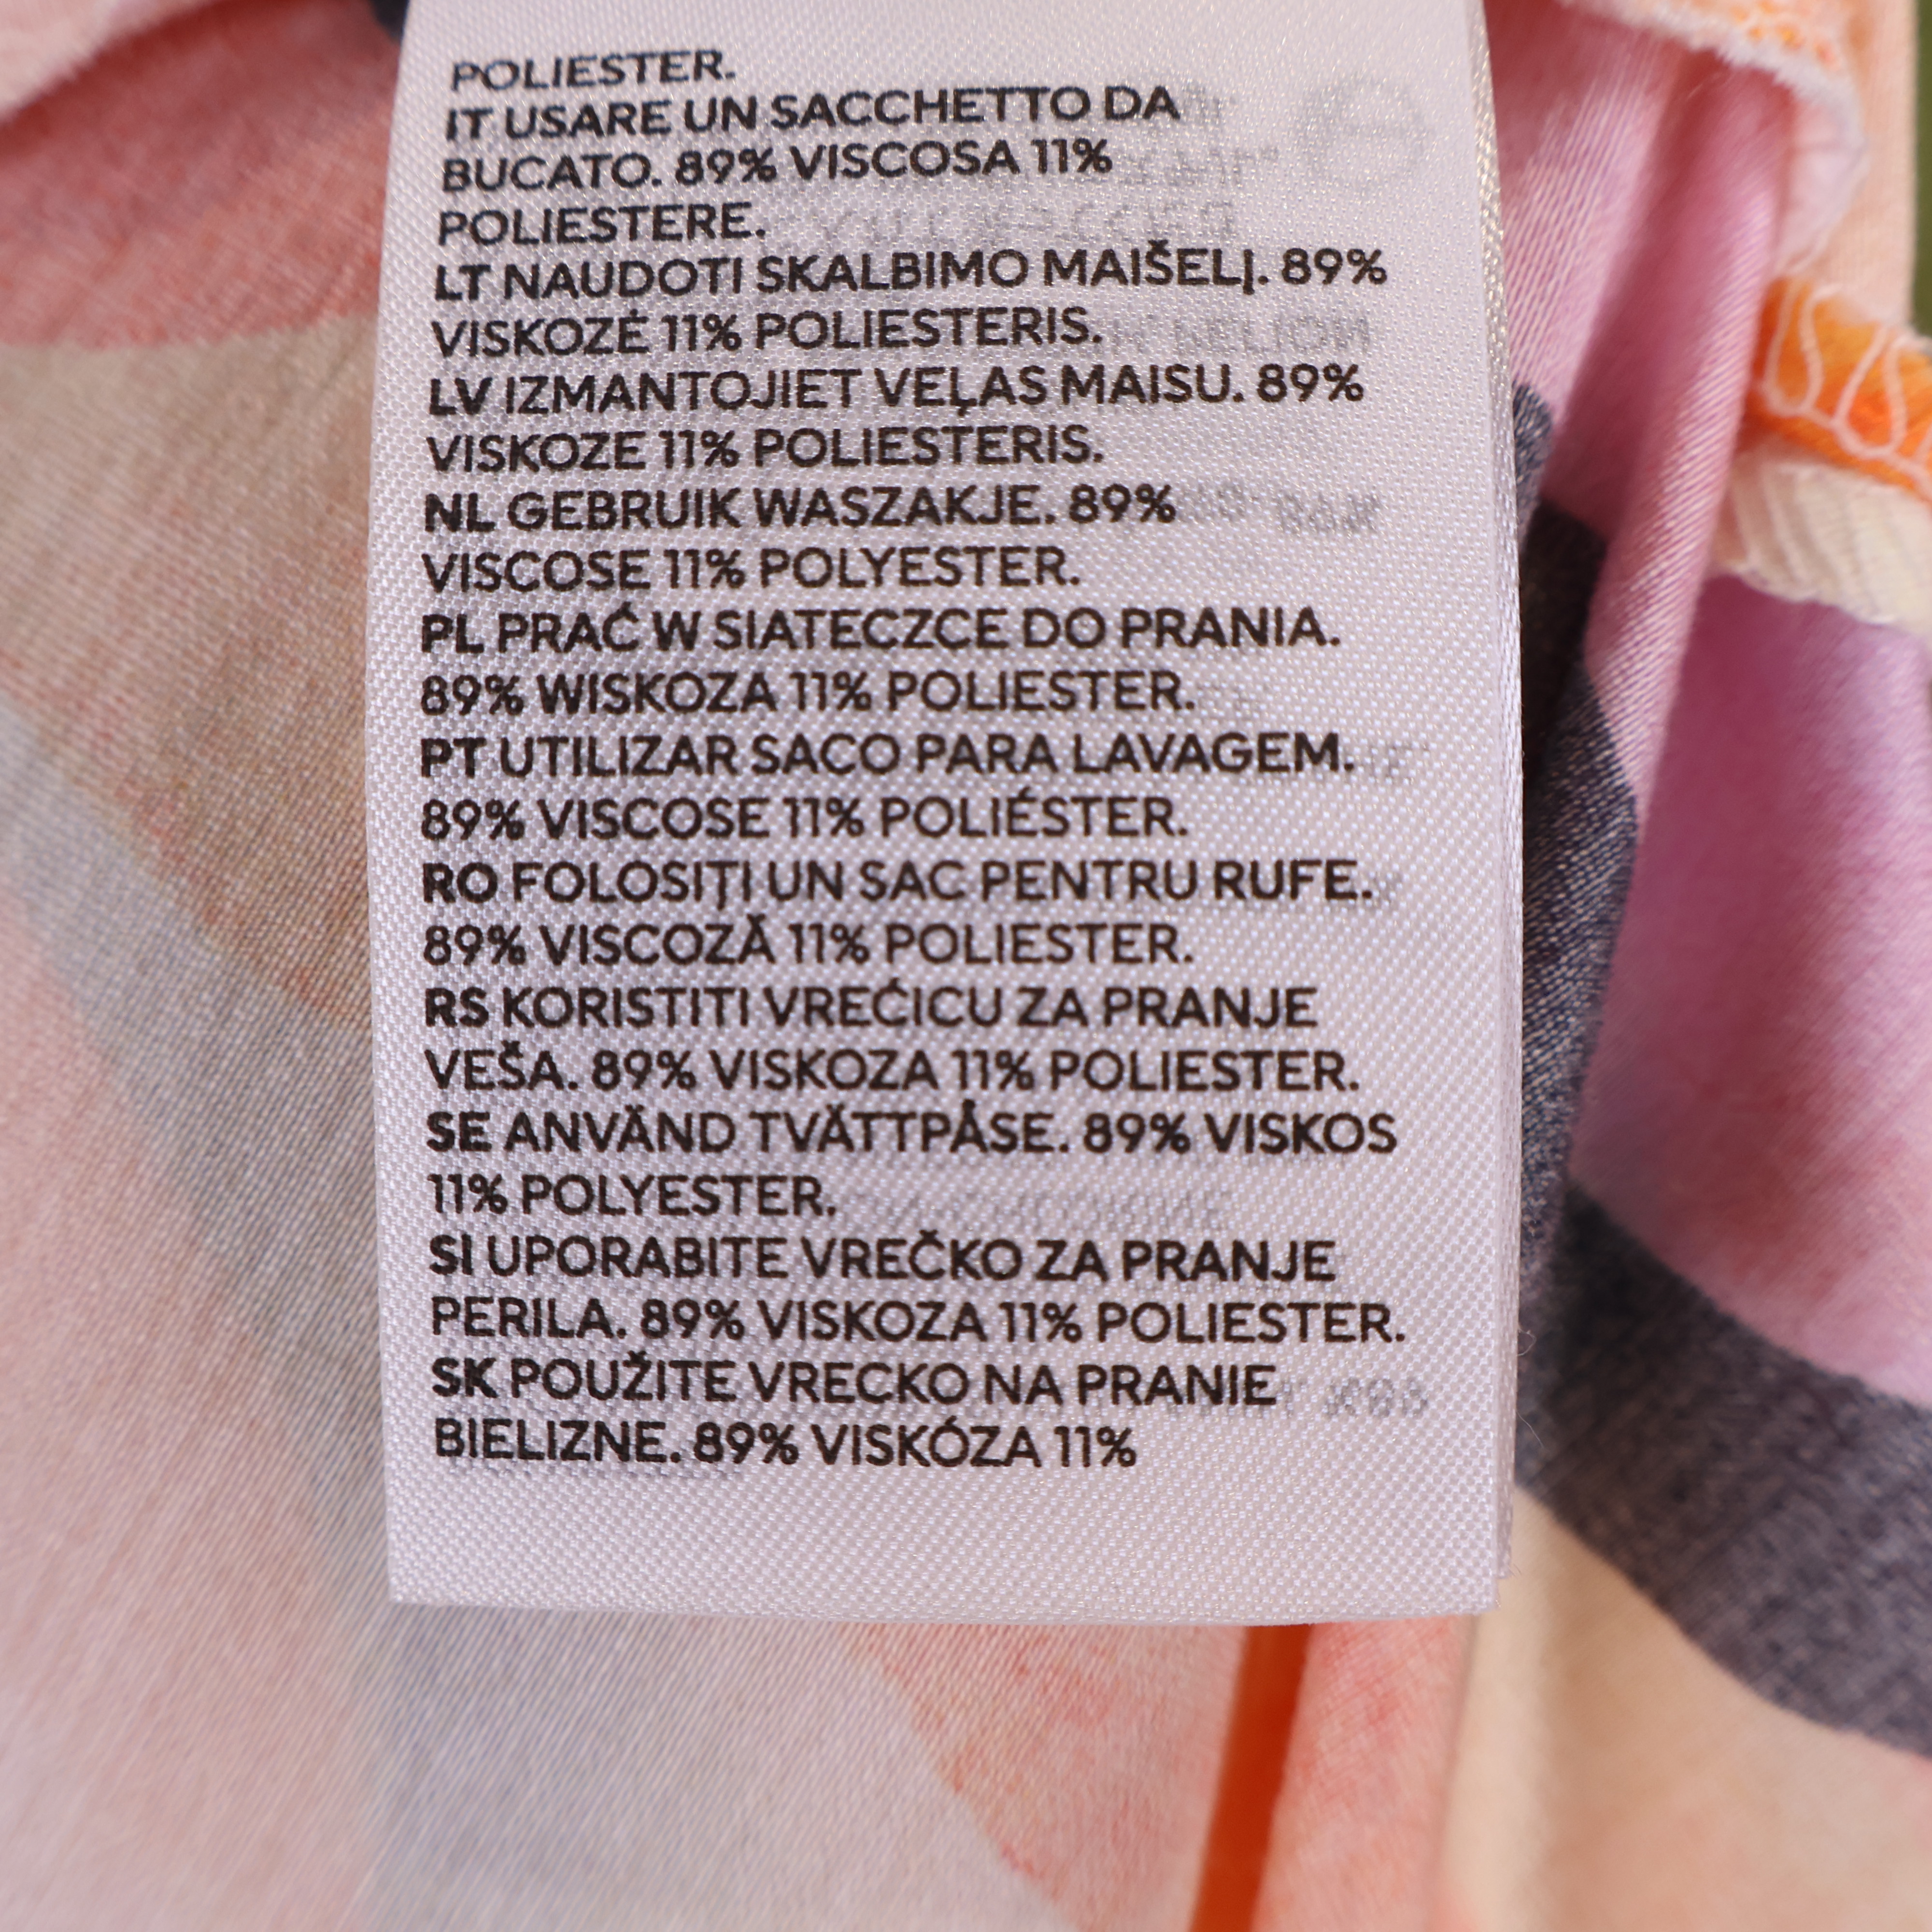 POLIESTER.
IT USARE UN SACCHETTO DA
BUCATO. 89% VISCOSA 11%
POLIESTERE.
LT NAUDOTI SKALBIMO MAIŠELĮ. 89%
VISKOZĖ 11% POLIESTERIS.
LV IZMANTOJIET VEĻAS MAISU. 89%
VISKOZE 11% POLIESTERIS.
NL GEBRUIK WASZAKJE. 89%
VISCOSE 11% POLYESTER.
PL PRAĆ W SIATECZCE DO PRANIA.
89% WISKOZA 11% POLIESTER.
PT UTILIZAR SACO PARA LAVAGEM.
89% VISCOSE 11% POLIÉSTER.
RO FOLOSIȚI UN SAC PENTRU RUFE.
89% VISCOZĂ 11% POLIESTER.
RS KORISTITI VREĆICU ZA PRANJE
VEŠA. 89% VISKOZA 11% POLIESTER.
SE ANVÄND TVÄTTPÅSE. 89% VISKOS
11% POLYESTER.
SI UPORABITE VREČKO ZA PRANJE
PERILA. 89% VISKOZA 11% POLIESTER.
SK POUŽITE VRECKO NA PRANIE
BIELIZNE. 89% VISKÓZA 11%